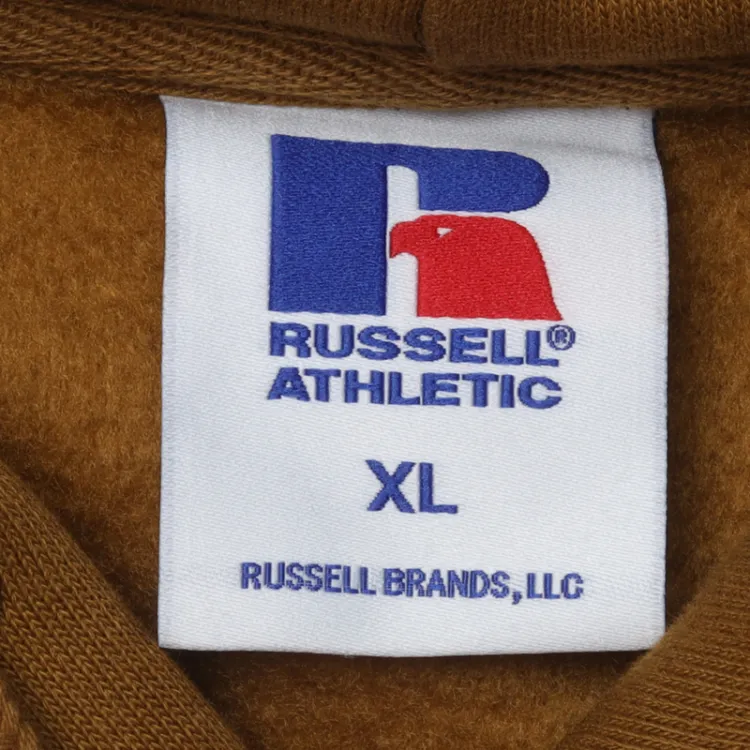 RUSSELL®
ATHLETIC
XL
RUSSELL BRANDS, LLC